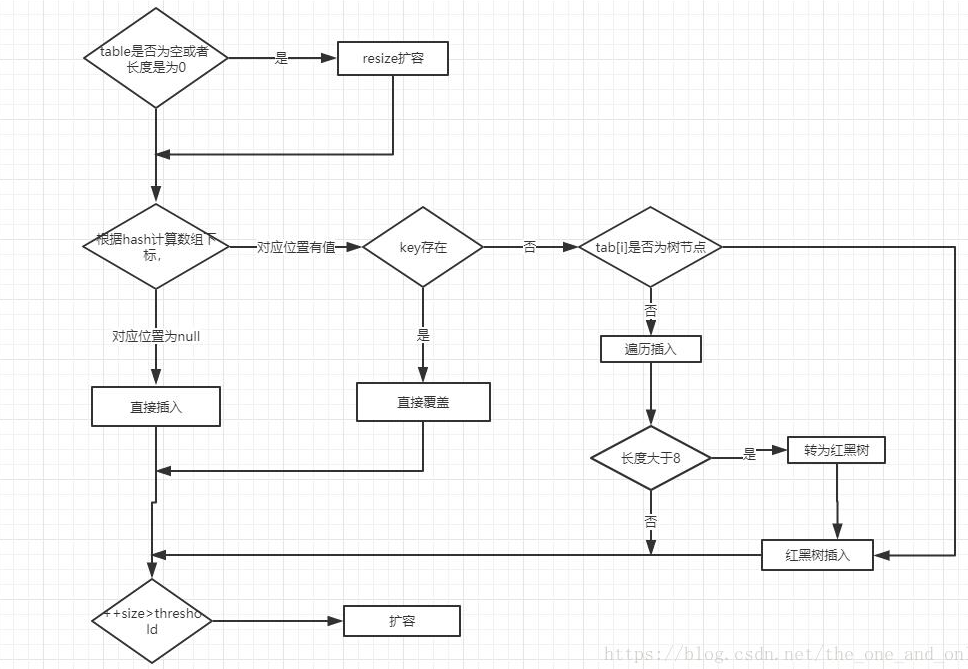 table是否为空或者
长度是为0
是
resize扩容
根据hash计算数组下
标，
对应位置有值
key存在
否
tab[i]是否为树节点
对应位置为null
是
否
遍历插入
直接插入
直接覆盖
长度大于8
是
转为红黑树
否
红黑树插入
++size>thresho
ld
扩容
https://blog.csdn.net/the_one_and_on